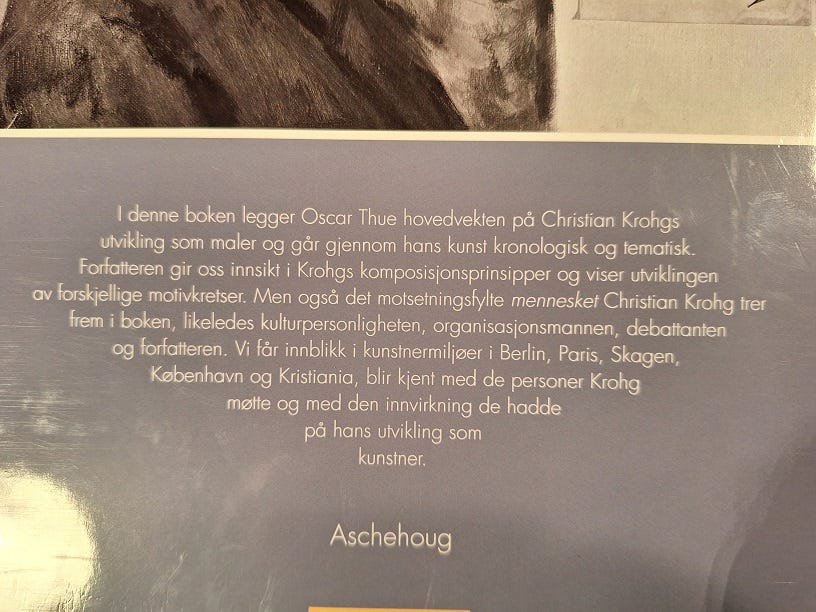 I denne boken legger Oscar Thue hovedvekten på Christian Krohgs
utvikling som maler og går gjennom hans kunst kronologisk og tematisk.
Forfatteren gir oss innsikt i Krohgs komposisjonsprinsipper og viser utviklingen
av forskjellige motivkretser. Men også det motsetningsfylte mennesket Christian Krohg trer
frem i boken, likeledes kulturpersonligheten, organisasjonsmannen, debattanten
og forfatteren. Vi får innblikk i kunstnermiljøer i Berlin, Paris, Skagen,
København og Kristiania, blir kjent med de personer Krohg
møtte og med den innvirkning de hadde
på hans utvikling som
kunstner.
Aschehoug